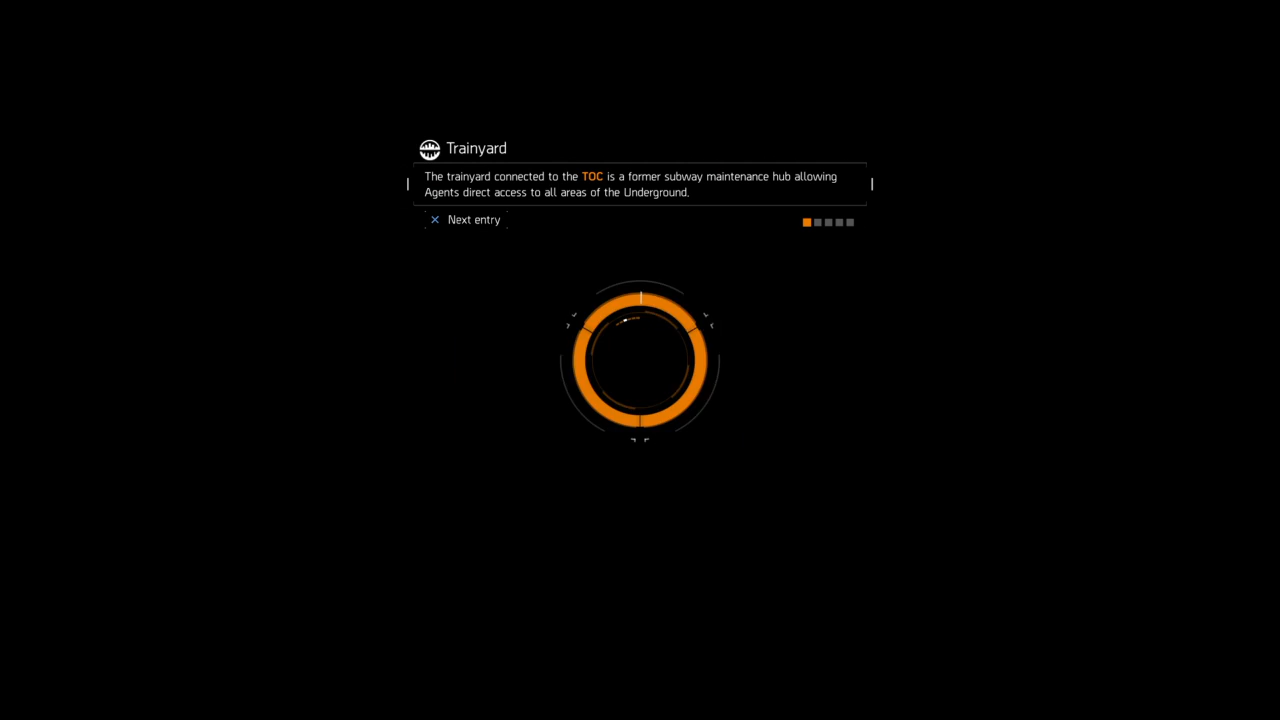 Trainyard
The trainyard connected to the TOC is a former subway maintenance hub allowing
Agents direct access to all areas of the Underground.
Next entry